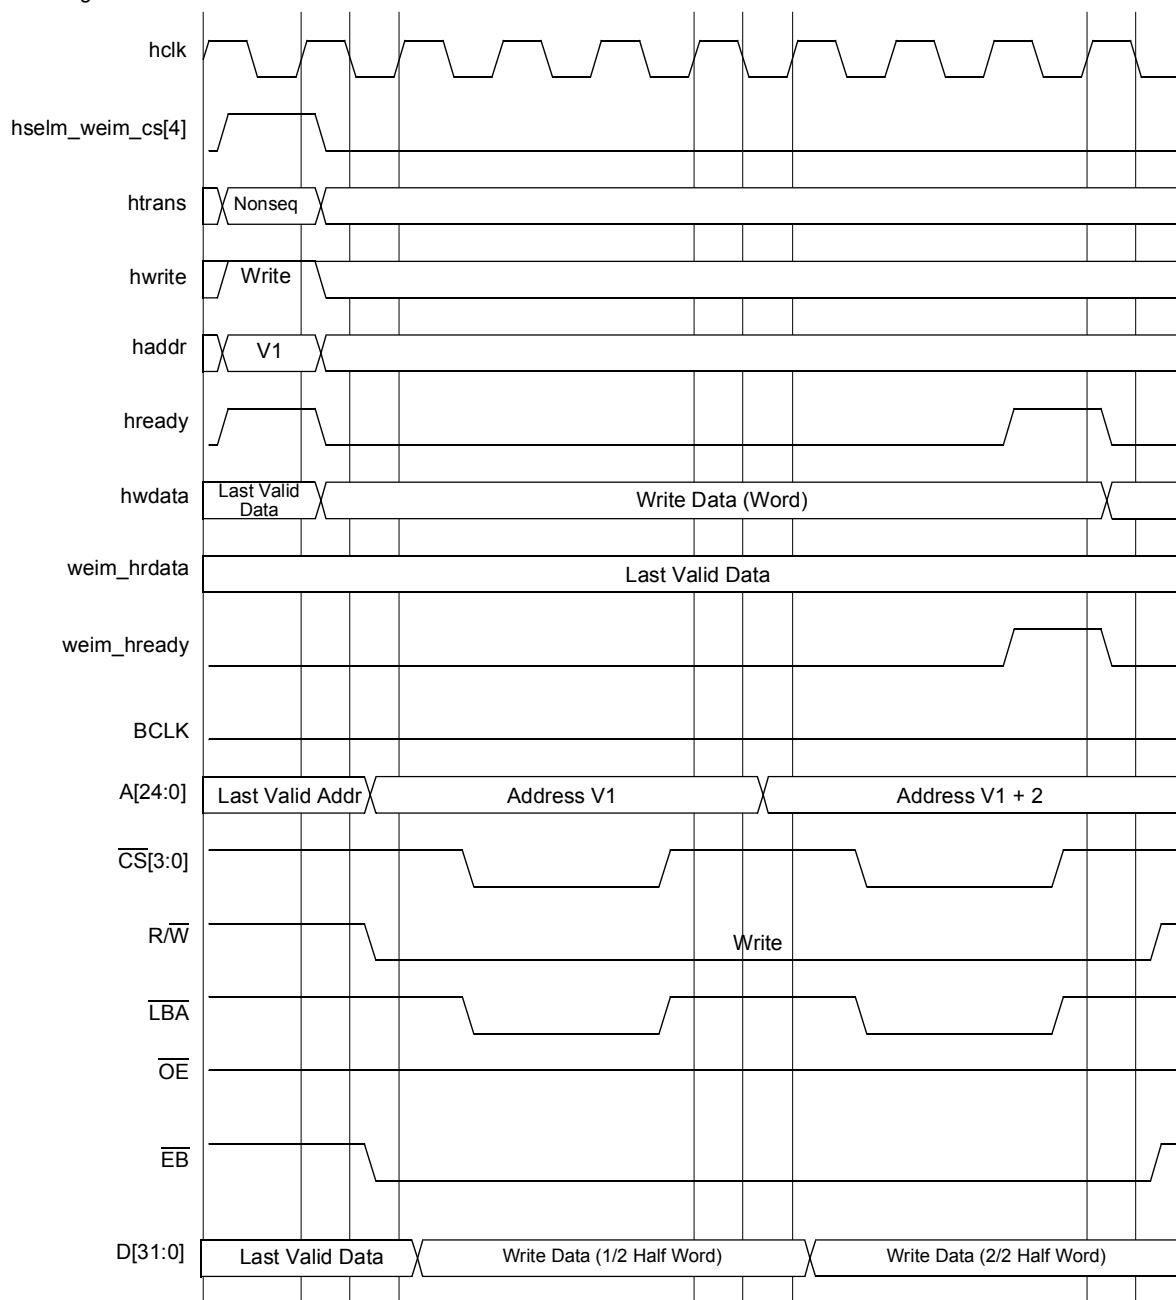 hclk
hselm_weim_cs[4]
htrans
Nonseq
hwrite
Write
haddr
V1
hready
hwdata
Last Valid
Data
Write Data (Word)
weim_hrdata
Last Valid Data
weim_hready
BCLK
A[24:0]
Last Valid Addr
Address V1
Address V1 + 2
CS[3:0]
R/W
Write
LBA
OE
EB
D[31:0]
Last Valid Data
Write Data (1/2 Half Word)
Write Data (2/2 Half Word)